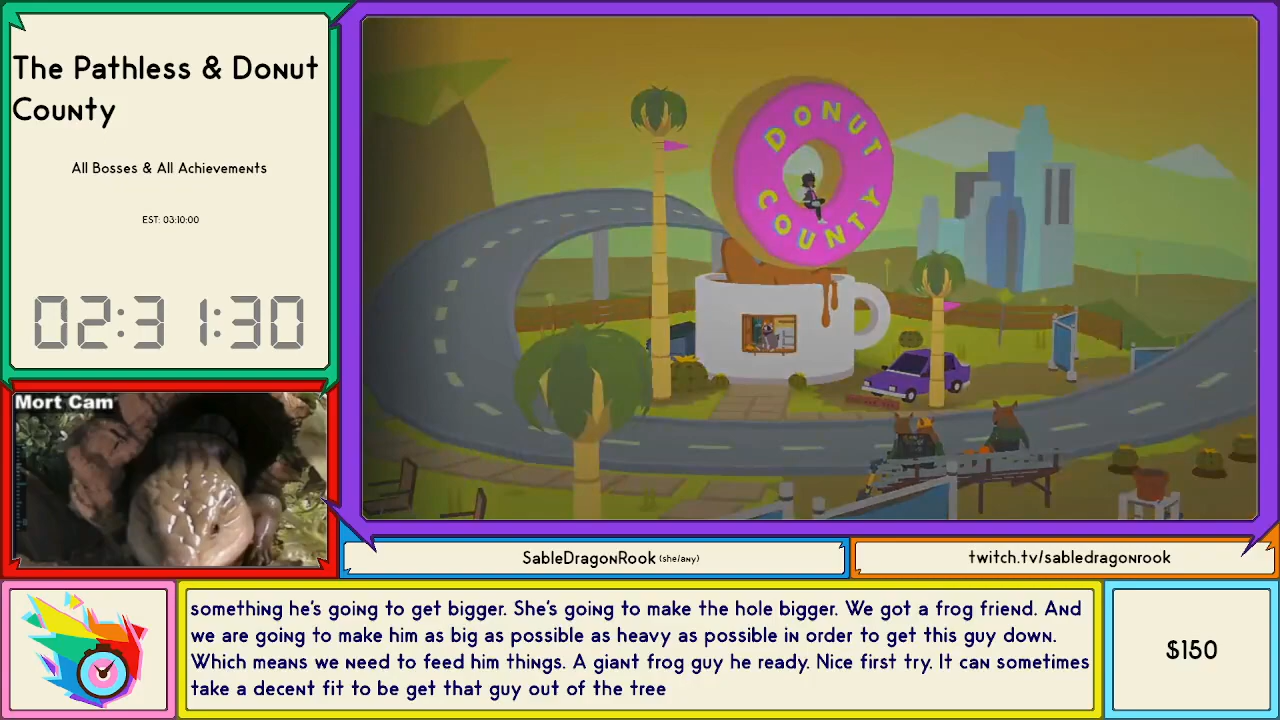 The Pathless & Donut
County
All Bosses & All Achievements
EST: 03:10:00
02:31:30
DONUT
COUNTY
Mort Cam
SableDragonRook (she/any)
twitch.tv/sabledragonrook
something he's going to get bigger. She's going to make the hole bigger. We got a frog friend. And
we are going to make him as big as possible as heavy as possible in order to get this guy down.
Which means we need to feed him things. A giant frog guy he ready. Nice first try. It can sometimes
take a decent fit to be get that guy out of the tree
$150